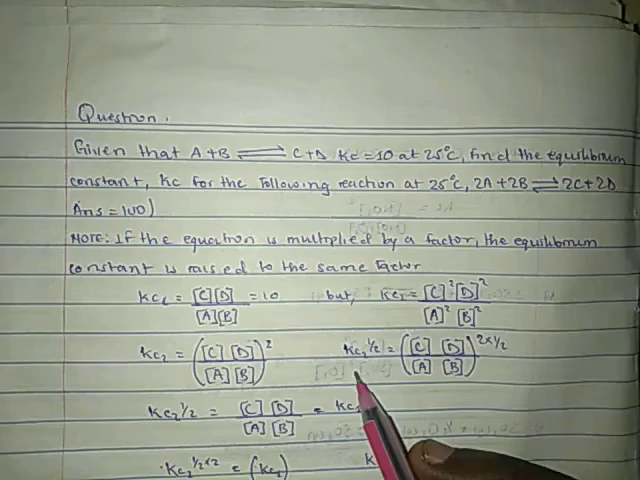 Question.
Given that A+B ⇌ C+D Kc=10 at 25°C, find the equilibrium
constant, Kc for the following reaction at 25°C, 2A+2B ⇌ 2C+2D
Ans=100)
NOTE: If the equation is multiplied by a factor, the equilibrium
constant is raised to the same factor
Kc₁ = [C][D] / [A][B] = 10 but, Kc₂ = [C]²[D]² / [A]²[B]²
Kc₂ = ([C][D] / [A][B])² Kc₂^1/2 = ([C][D] / [A][B])^2×1/2
Kc₂^1/2 = [C][D] / [A][B] = Kc
Kc₂^1/2×2 = (Kc₁) K